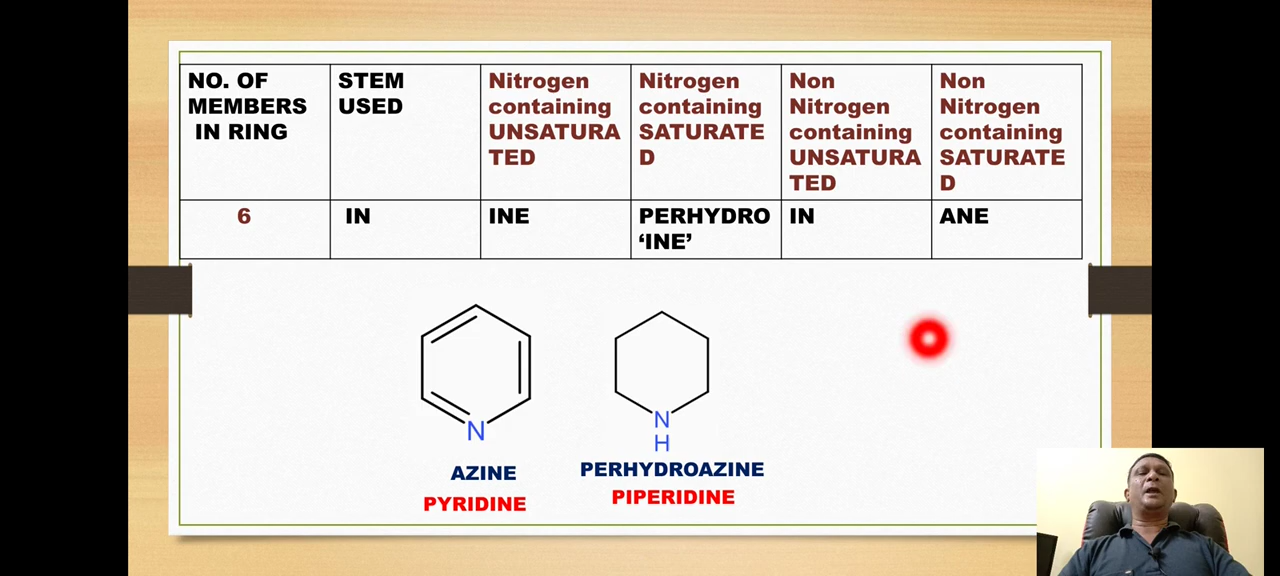 NO. OF
MEMBERS
IN RING
STEM
USED
Nitrogen
containing
UNSATURA
TED
Nitrogen
containing
SATURATE
D
Non
Nitrogen
containing
UNSATURA
TED
Non
Nitrogen
containing
SATURATE
D
6
IN
INE
PERHYDRO
‘INE’
IN
ANE
N
AZINE
PYRIDINE
N
H
PERHYDROAZINE
PIPERIDINE